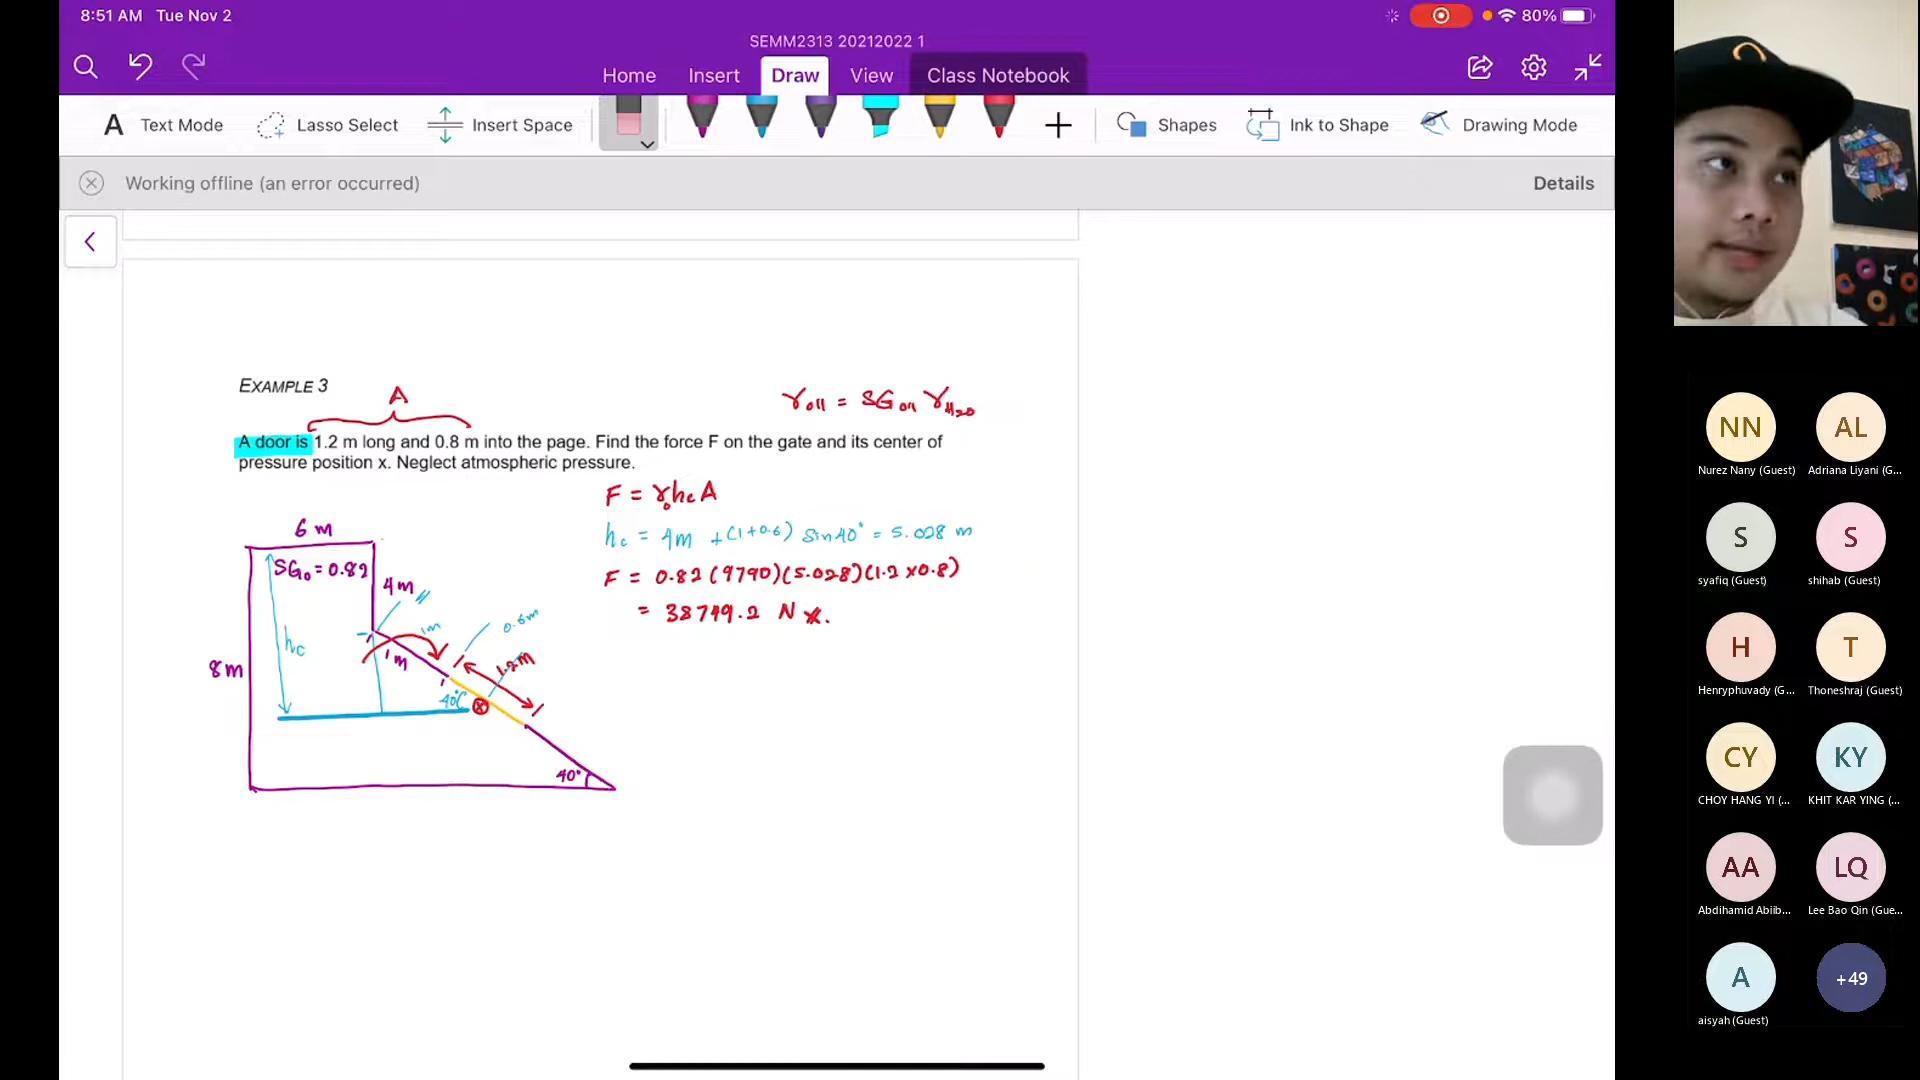 8:51 AM Tue Nov 2
80%
SEMM2313 20212022 1
Home Insert Draw View Class Notebook
A Text Mode Lasso Select Insert Space Shapes Ink to Shape Drawing Mode
Working offline (an error occurred) Details
EXAMPLE 3
A
γoil = SGoil γH₂O
A door is 1.2 m long and 0.8 m into the page. Find the force F on the gate and its center of
pressure position x. Neglect atmospheric pressure.
F = γohcA
hc = 4m + (1+0.6) sin40° = 5.028 m
F = 0.82(9790)(5.028)(1.2×0.8)
= 38749.2 N
6 m
SGo = 0.82
4m
hc
1m
0.6m
1m
1.2m
8m
40°C
40°
NN
Nurez Nany (Guest)
AL
Adriana Liyani (G...
S
syafiq (Guest)
S
shihab (Guest)
H
Henryphuvady (G...
T
Thoneshraj (Guest)
CY
CHOY HANG YI (...
KY
KHIT KAR YING (...
AA
Abdihamid Abiib...
LQ
Lee Bao Qin (Gue...
A
aisyah (Guest)
+49